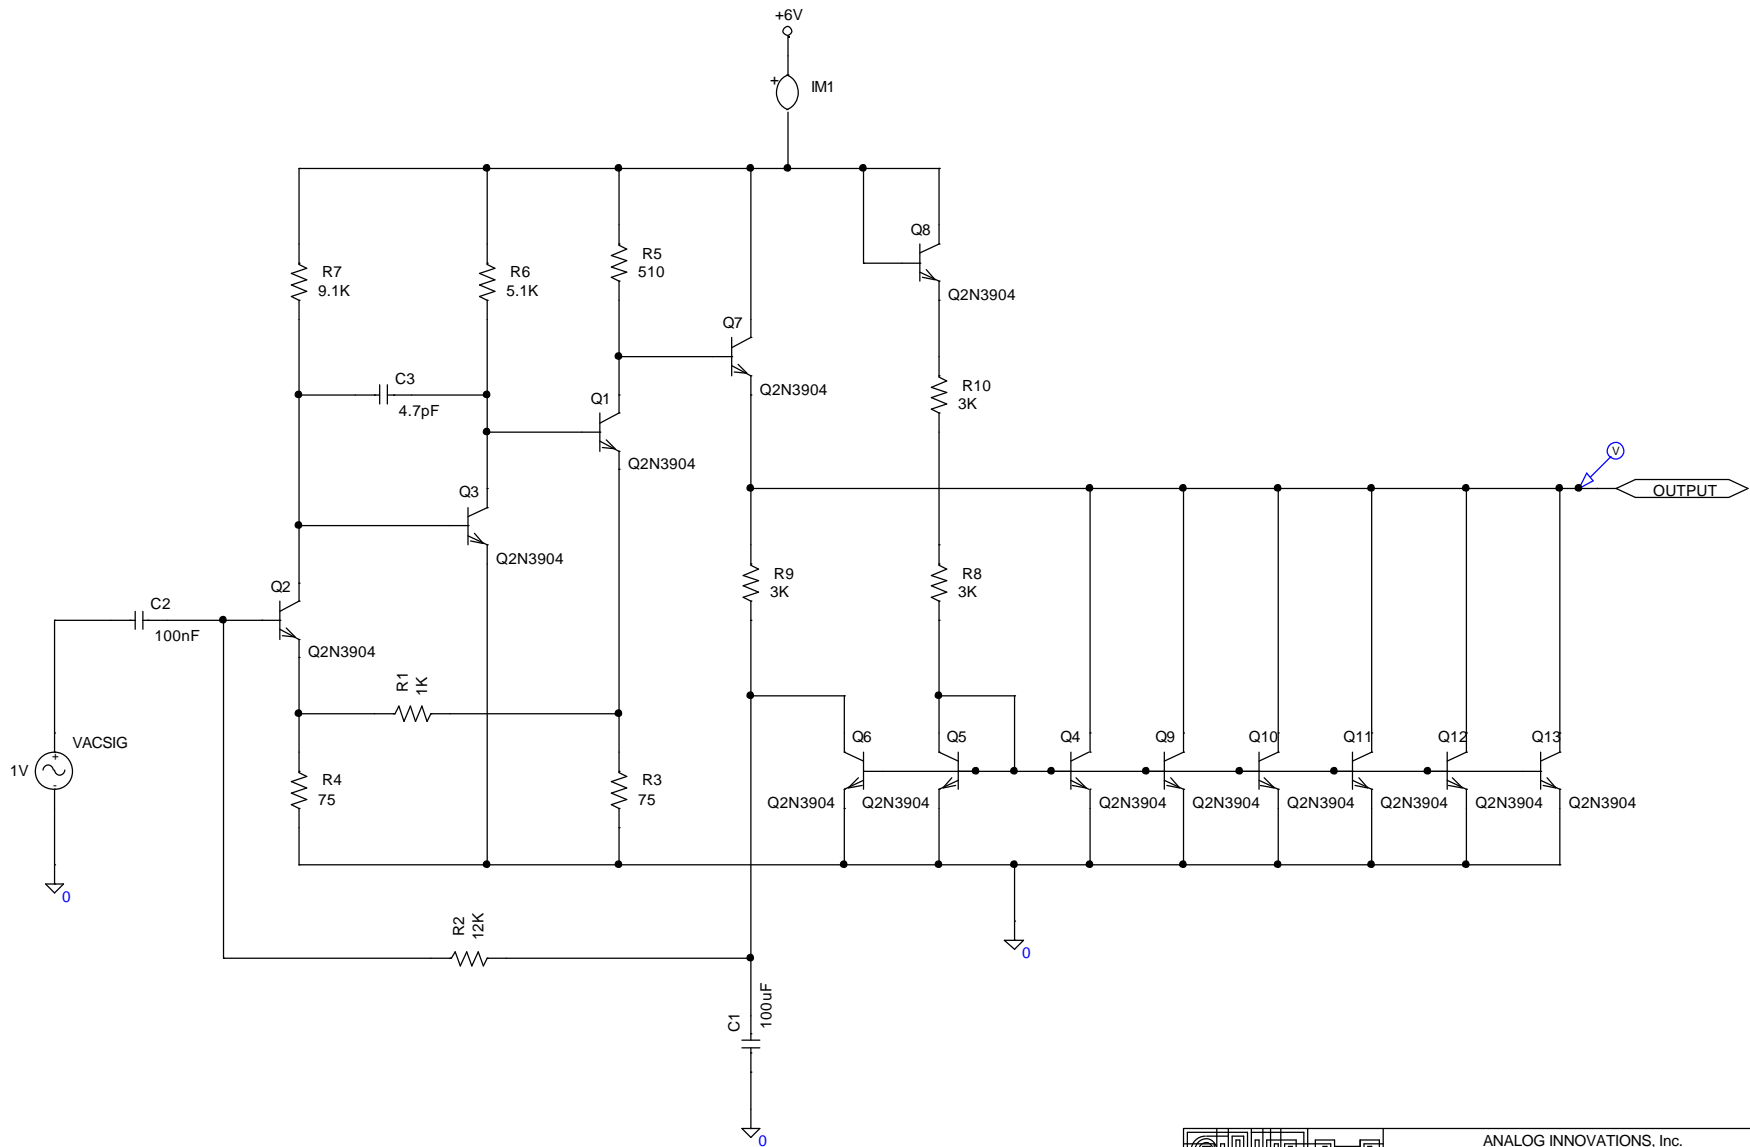 +6V
+
IM1
Q8
R7
9.1K
R6
5.1K
R5
510
Q2N3904
Q7
C3
4.7pF
Q2N3904
R10
3K
Q1
Q2N3904
V
Q3
OUTPUT
Q2N3904
R9
3K
R8
3K
Q2
C2
100nF
Q2N3904
R1
1K
VACSIG
1V
+
-
Q6
Q5
Q4
Q9
Q10
Q11
Q12
Q13
R4
75
R3
75
Q2N3904
Q2N3904
Q2N3904
Q2N3904
Q2N3904
Q2N3904
Q2N3904
Q2N3904
0
R2
12K
0
C1
100uF
0
ANALOG INNOVATIONS, Inc.